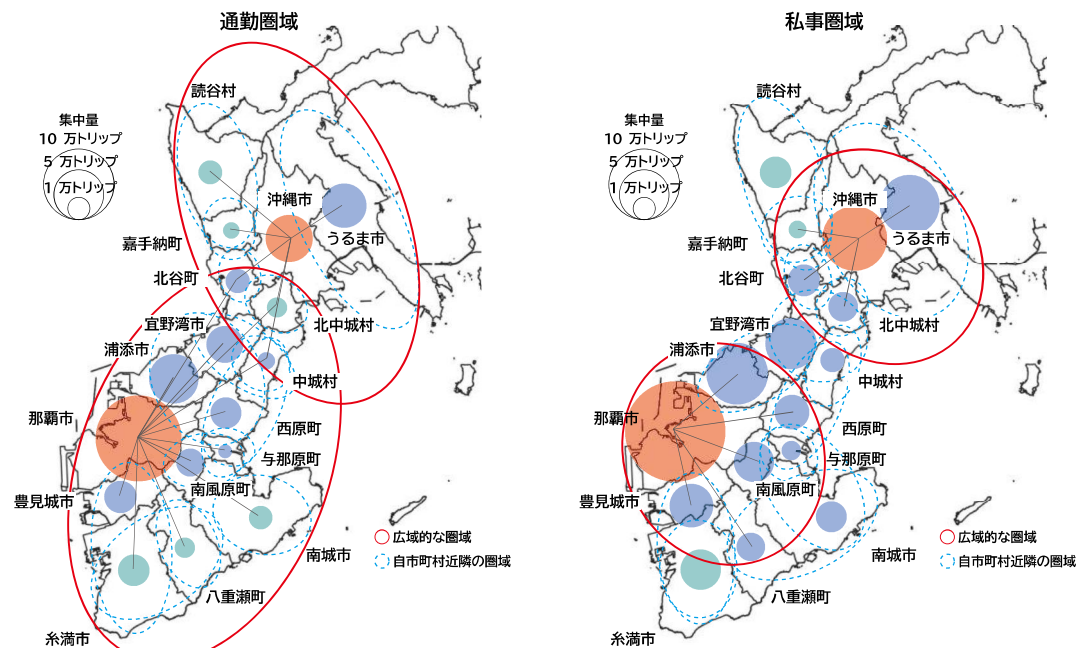 通勤圏域
読谷村
集中量
10 万トリップ
5 万トリップ
1 万トリップ
沖縄市
うるま市
嘉手納町
北谷町
北中城村
宜野湾市
浦添市
中城村
那覇市
西原町
与那原町
南風原町
豊見城市
南城市
八重瀬町
糸満市
広域的な圏域
自市町村近隣の圏域
私事圏域
読谷村
集中量
10 万トリップ
5 万トリップ
1 万トリップ
沖縄市
うるま市
嘉手納町
北谷町
北中城村
宜野湾市
浦添市
中城村
那覇市
西原町
与那原町
南風原町
豊見城市
南城市
八重瀬町
糸満市
広域的な圏域
自市町村近隣の圏域